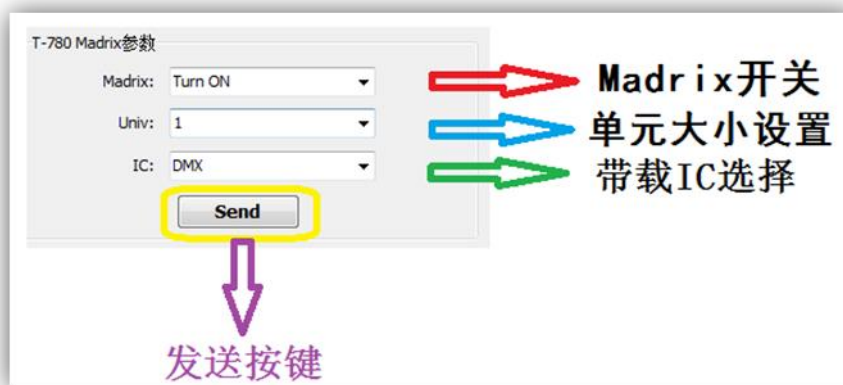 T-780 Madrix参数
Madrix: Turn ON
Madrix开关
Univ: 1
单元大小设置
IC: DMX
带载IC选择
Send
发送按键